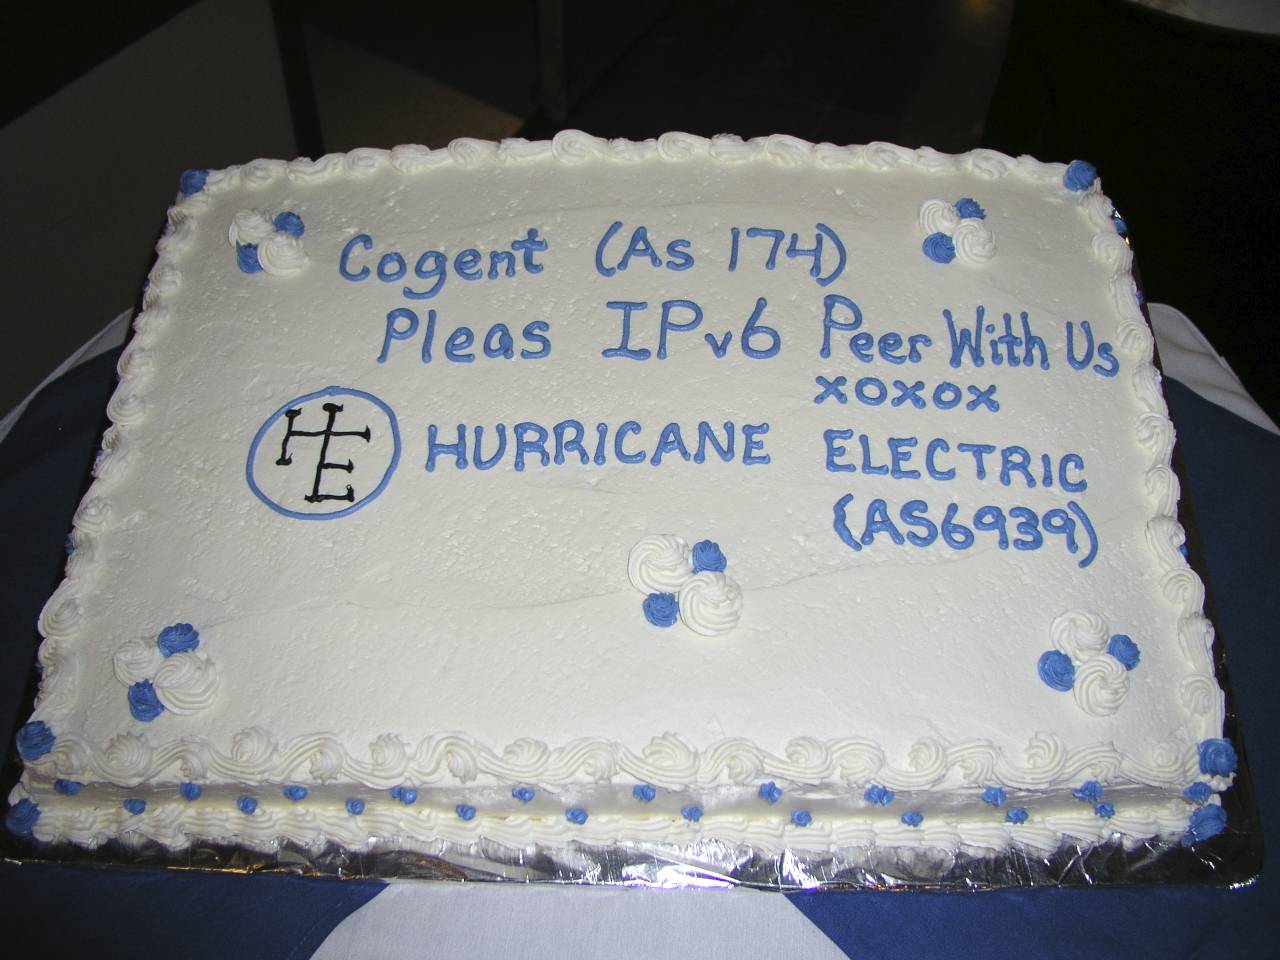 Cogent (As 174)
Pleas IPv6 Peer With Us
xoxox
HE HURRICANE ELECTRIC
(AS6939)